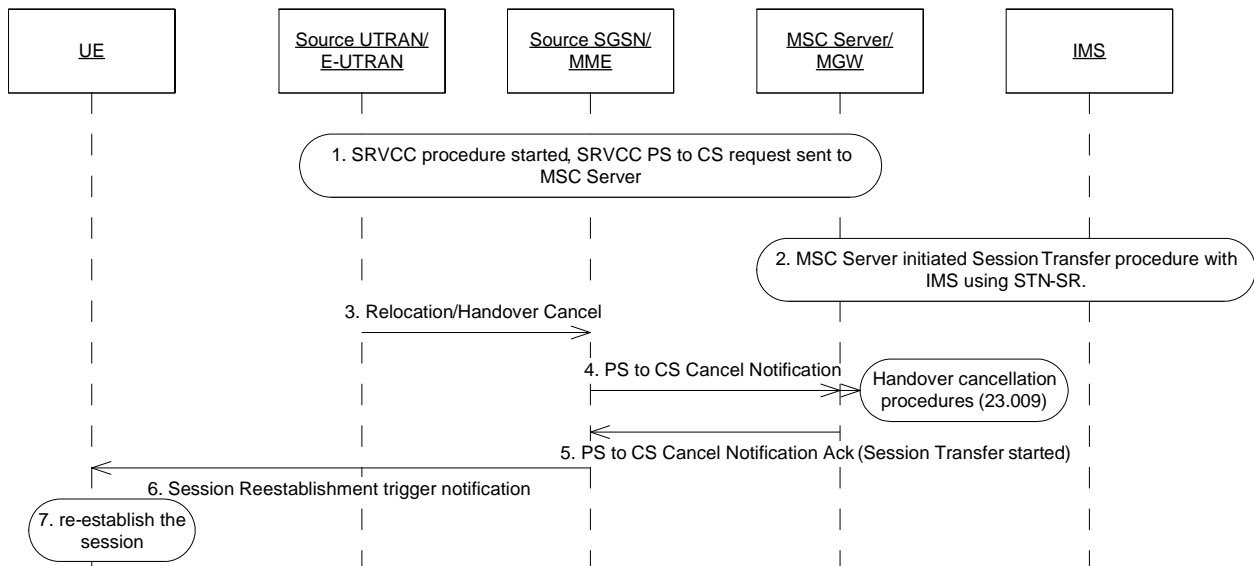 UE
Source UTRAN/
E-UTRAN
Source SGSN/
MME
MSC Server/
MGW
IMS
1. SRVCC procedure started, SRVCC PS to CS request sent to
MSC Server
2. MSC Server initiated Session Transfer procedure with
IMS using STN-SR.
3. Relocation/Handover Cancel
4. PS to CS Cancel Notification
Handover cancellation
procedures (23.009)
5. PS to CS Cancel Notification Ack (Session Transfer started)
6. Session Reestablishment trigger notification
7. re-establish the
session